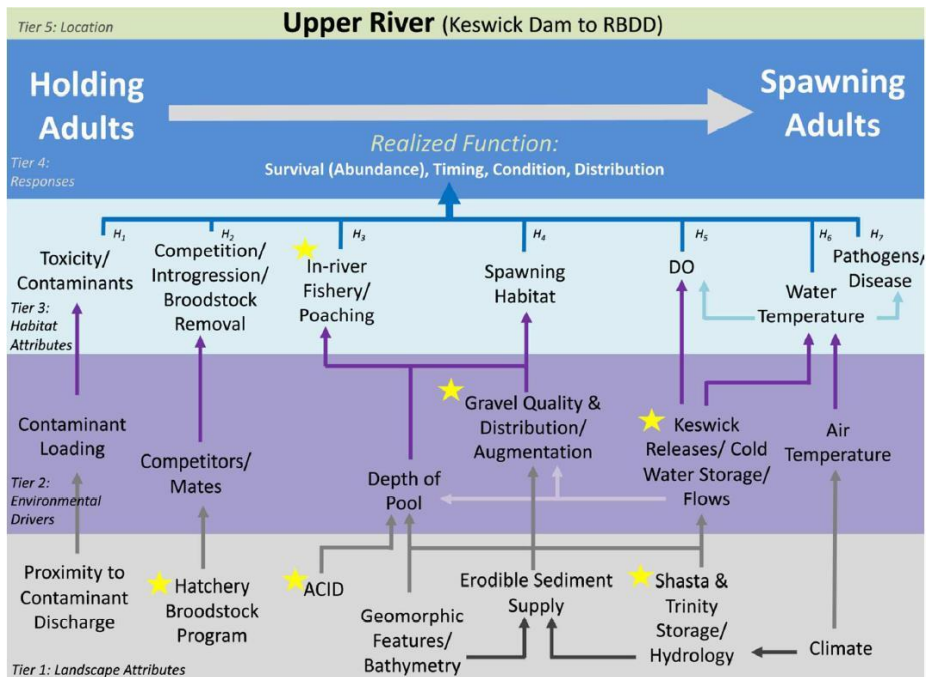 Tier 5: Location
Upper River (Keswick Dam to RBDD)
Holding
Adults
Spawning
Adults
Realized Function:
Survival (Abundance), Timing, Condition, Distribution
Tier 4:
Responses
H1
H2
H3
H4
H5
H6
H7
Toxicity/
Contaminants
Competition/
Introgression/
Broodstock
Removal
In-river
Fishery/
Poaching
Spawning
Habitat
DO
Water
Temperature
Pathogens/
Disease
Tier 3:
Habitat
Attributes
Contaminant
Loading
Competitors/
Mates
Depth of
Pool
Gravel Quality &
Distribution/
Augmentation
Keswick
Releases/ Cold
Water Storage/
Flows
Air
Temperature
Tier 2:
Environmental
Drivers
Proximity to
Contaminant
Discharge
Hatchery
Broodstock
Program
ACID
Geomorphic
Features/
Bathymetry
Erodible Sediment
Supply
Shasta &
Trinity
Storage/
Hydrology
Climate
Tier 1: Landscape Attributes